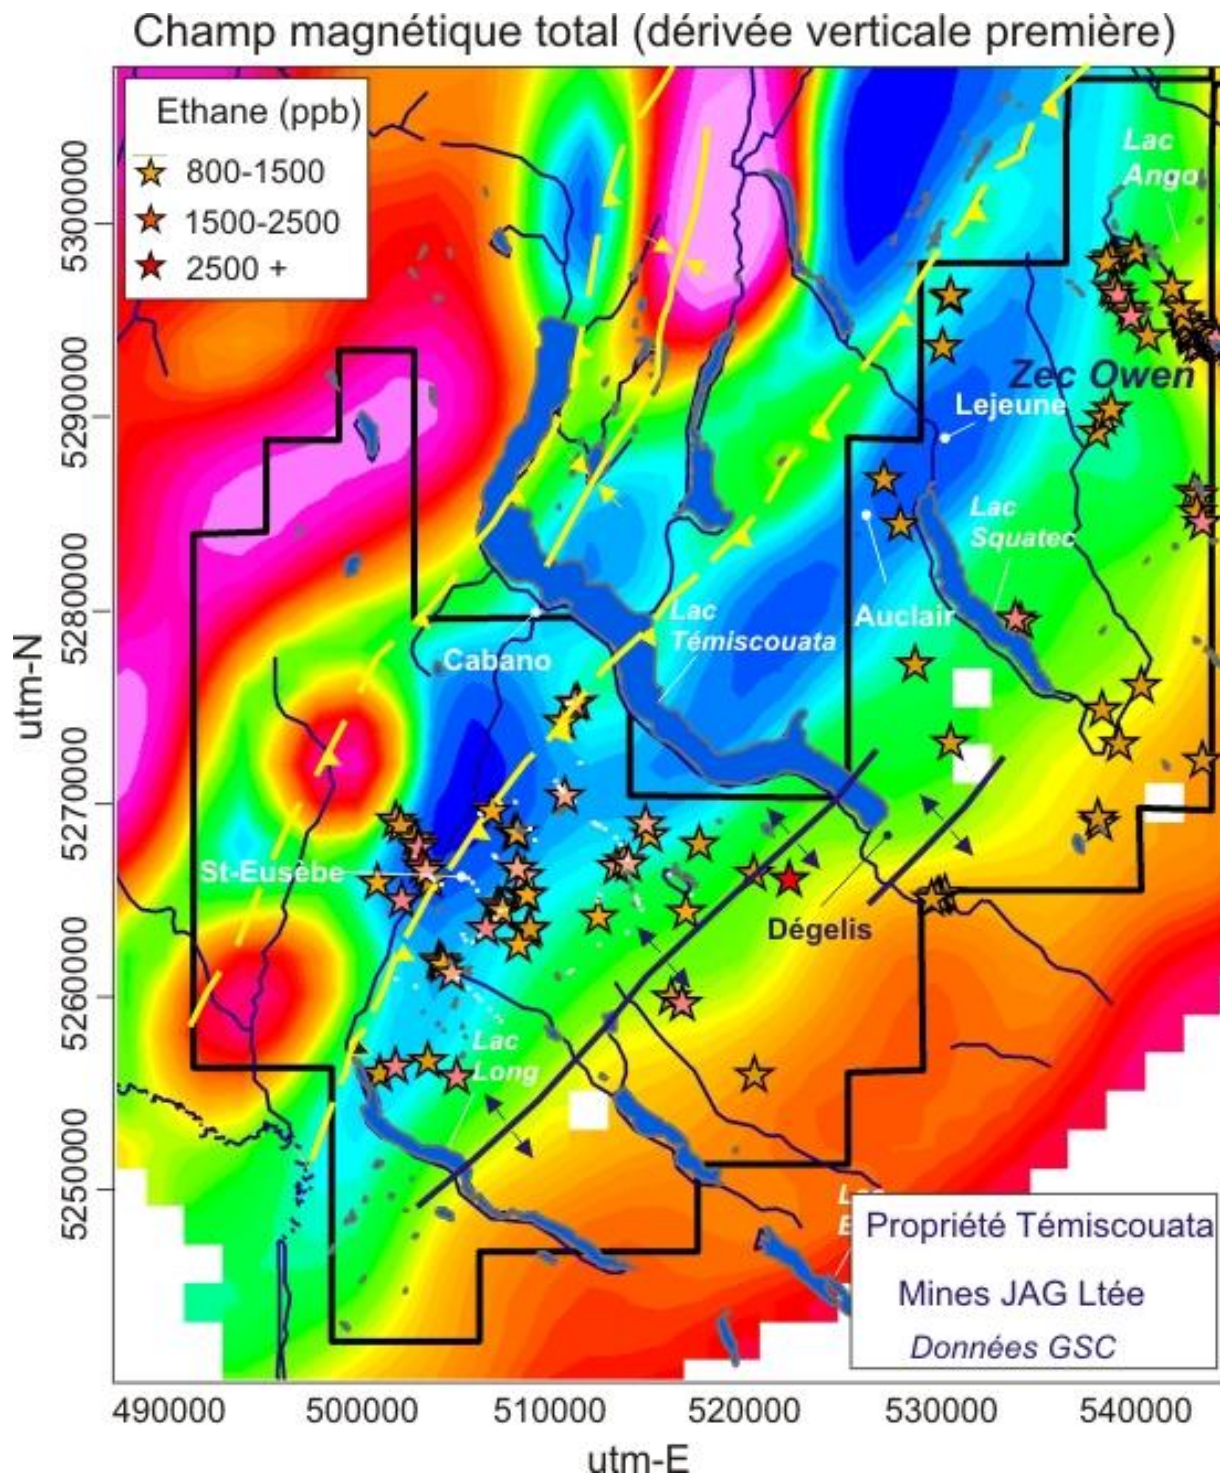 Champ magnétique total (dérivée verticale première)
Ethane (ppb)
800-1500
1500-2500
2500 +
Lac
Ango
Zec Owen
Lejeune
Lac
Squatec
Auclair
Lac
Témiscouata
Cabano
St-Eusèbe
Dégelis
Lac
Long
Propriété Témiscouata
Mines JAG Ltée
Données GSC
utm-N
5300000
5290000
5280000
5270000
5260000
5250000
490000
500000
510000
520000
530000
540000
utm-E